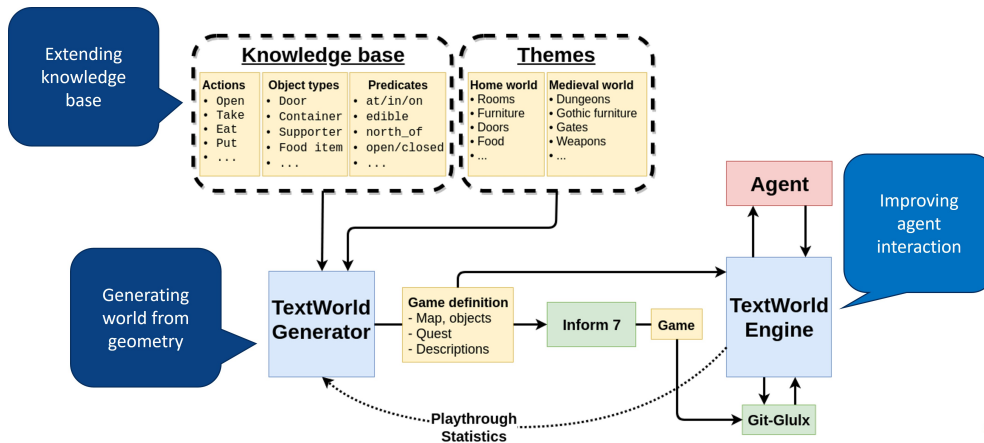 Extending
knowledge
base
Knowledge base
Actions
• Open
• Take
• Eat
• Put
• ...
Object types
• Door
• Container
• Supporter
• Food item
• ...
Predicates
• at/in/on
• edible
• north_of
• open/closed
• ...
Themes
Home world
• Rooms
• Furniture
• Doors
• Food
• ...
Medieval world
• Dungeons
• Gothic furniture
• Gates
• Weapons
• ...
Agent
Improving
agent
interaction
Generating
world from
geometry
TextWorld
Generator
Game definition
- Map, objects
- Quest
- Descriptions
Inform 7
Game
TextWorld
Engine
Playthrough
Statistics
Git-Glulx